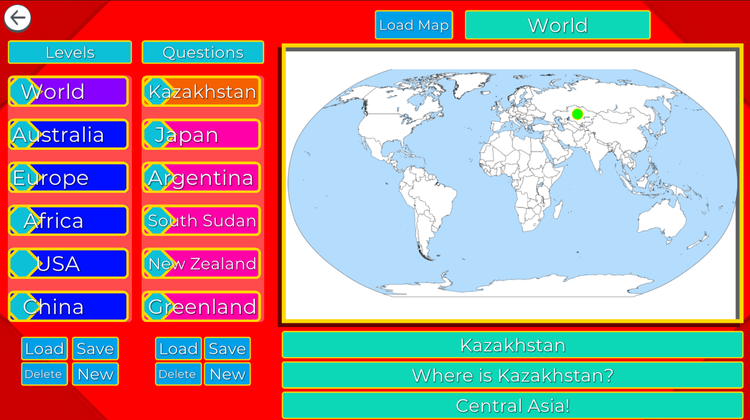 Load Map
World
Levels
Questions
World
Australia
Europe
Africa
USA
China
Kazakhstan
Japan
Argentina
South Sudan
New Zealand
Greenland
Load Save
Delete New
Load Save
Delete New
Kazakhstan
Where is Kazakhstan?
Central Asia!